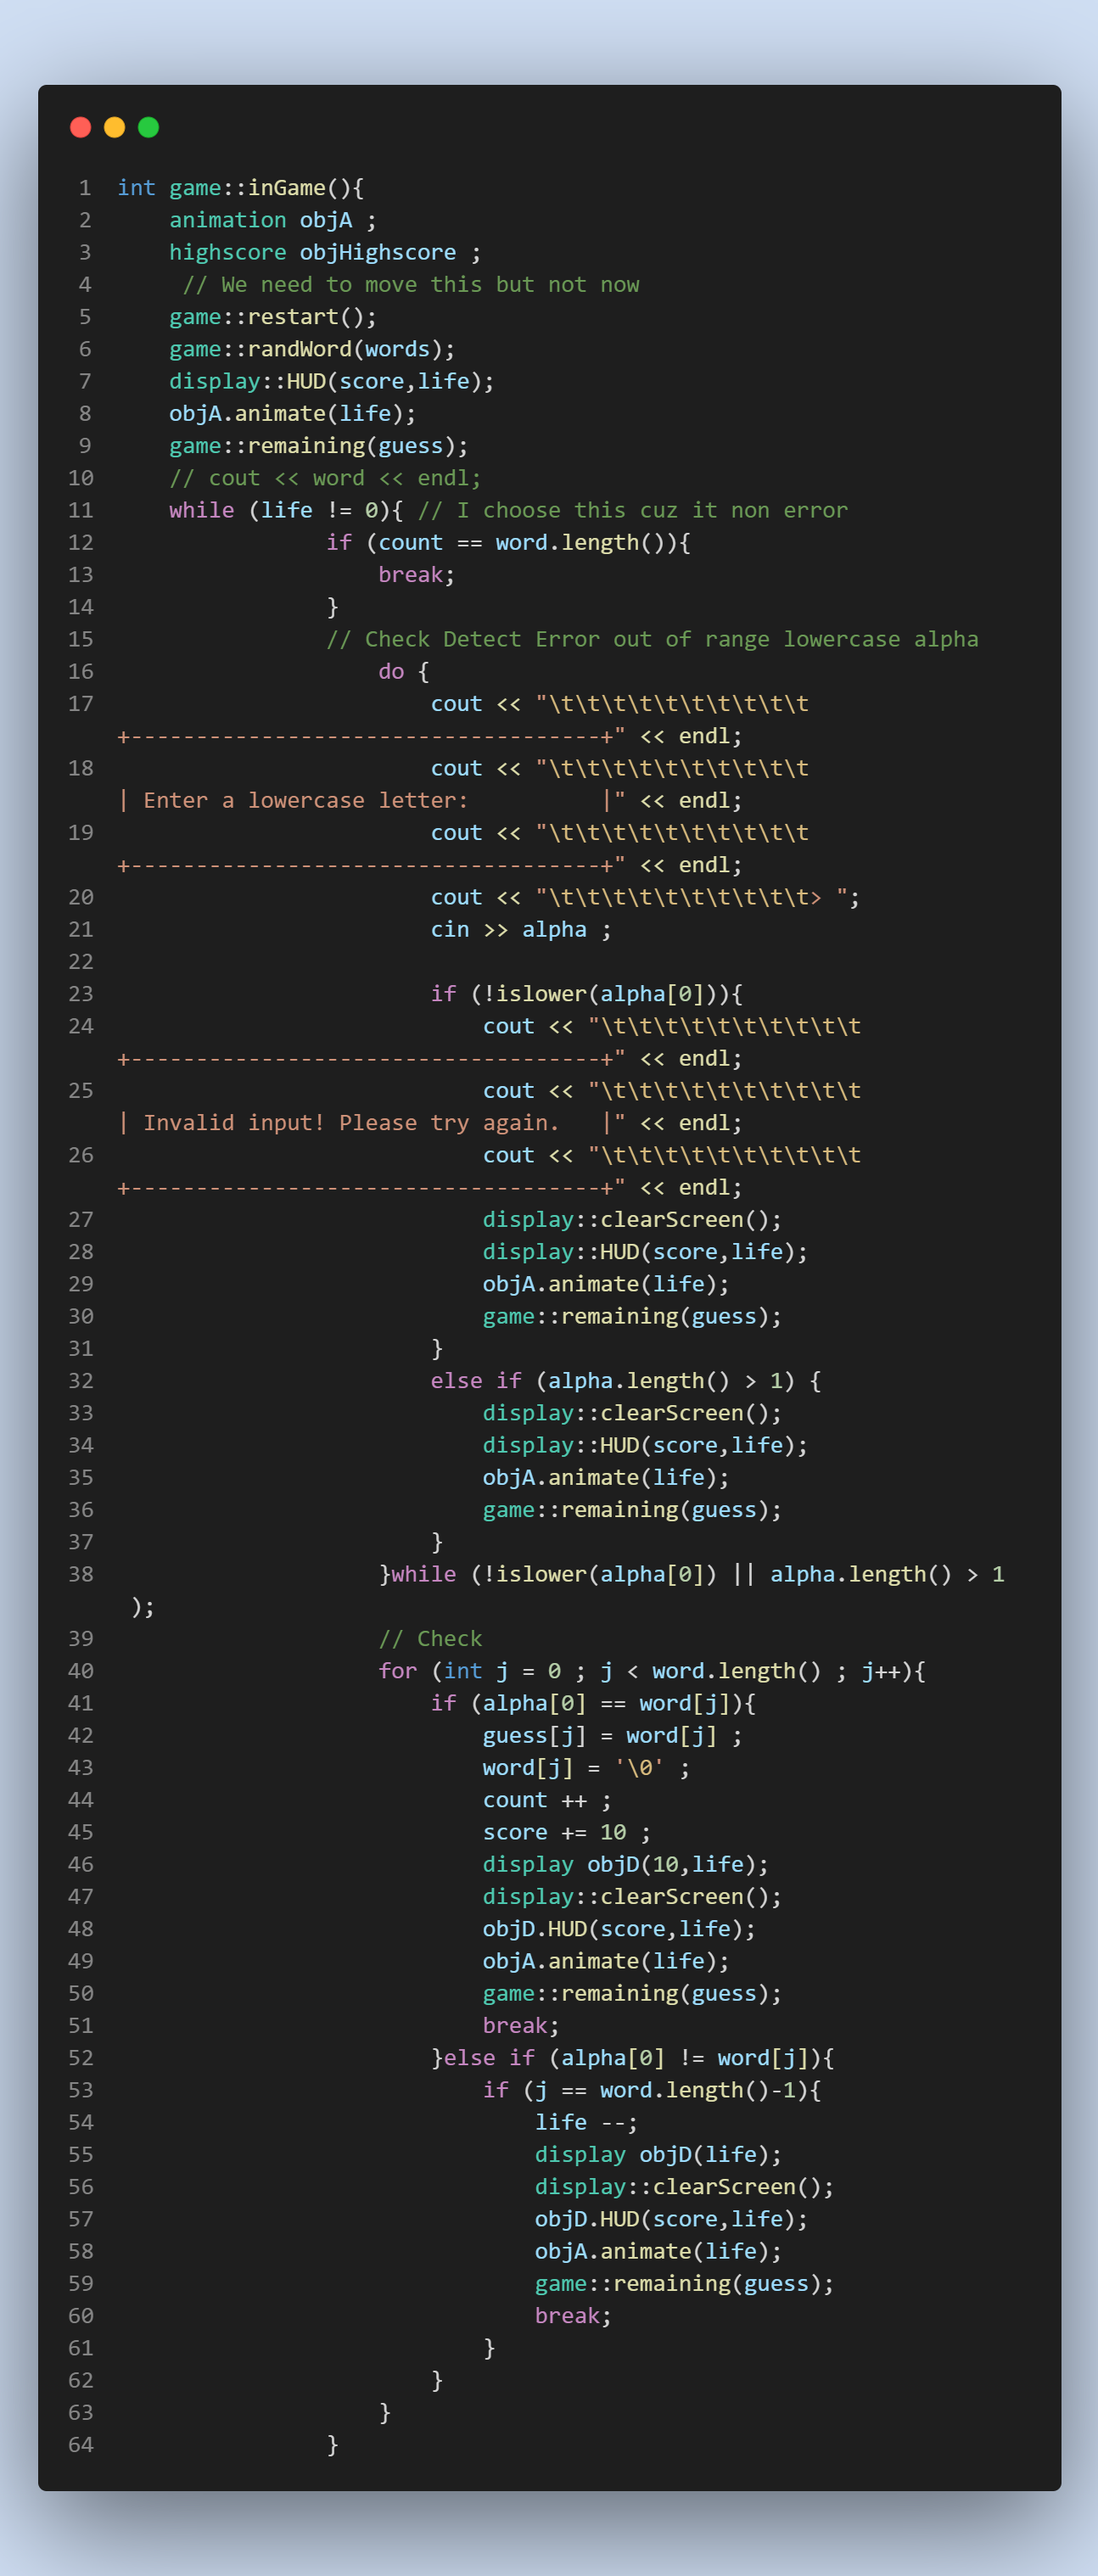 1 int game::inGame(){
2     animation objA ;
3     highscore objHighscore ;
4      // We need to move this but not now
5     game::restart();
6     game::randWord(words);
7     display::HUD(score,life);
8     objA.animate(life);
9     game::remaining(guess);
10     // cout << word << endl;
11     while (life != 0){ // I choose this cuz it non error
12                 if (count == word.length()){
13                     break;
14                 }
15                 // Check Detect Error out of range lowercase alpha
16                     do {
17                         cout << "\t\t\t\t\t\t\t\t\t\t
+------------------------------------+" << endl;
18                         cout << "\t\t\t\t\t\t\t\t\t\t
| Enter a lowercase letter:          |" << endl;
19                         cout << "\t\t\t\t\t\t\t\t\t\t
+------------------------------------+" << endl;
20                         cout << "\t\t\t\t\t\t\t\t\t\t> ";
21                         cin >> alpha ;
22
23                         if (!islower(alpha[0])){
24                             cout << "\t\t\t\t\t\t\t\t\t\t
+------------------------------------+" << endl;
25                             cout << "\t\t\t\t\t\t\t\t\t\t
| Invalid input! Please try again.   |" << endl;
26                             cout << "\t\t\t\t\t\t\t\t\t\t
+------------------------------------+" << endl;
27                             display::clearScreen();
28                             display::HUD(score,life);
29                             objA.animate(life);
30                             game::remaining(guess);
31                         }
32                         else if (alpha.length() > 1) {
33                             display::clearScreen();
34                             display::HUD(score,life);
35                             objA.animate(life);
36                             game::remaining(guess);
37                         }
38                     }while (!islower(alpha[0]) || alpha.length() > 1
 );
39                     // Check
40                     for (int j = 0 ; j < word.length() ; j++){
41                         if (alpha[0] == word[j]){
42                             guess[j] = word[j] ;
43                             word[j] = '\0' ;
44                             count ++ ;
45                             score += 10 ;
46                             display objD(10,life);
47                             display::clearScreen();
48                             objD.HUD(score,life);
49                             objA.animate(life);
50                             game::remaining(guess);
51                             break;
52                         }else if (alpha[0] != word[j]){
53                             if (j == word.length()-1){
54                                 life --;
55                                 display objD(life);
56                                 display::clearScreen();
57                                 objD.HUD(score,life);
58                                 objA.animate(life);
59                                 game::remaining(guess);
60                                 break;
61                             }
62                         }
63                     }
64                 }